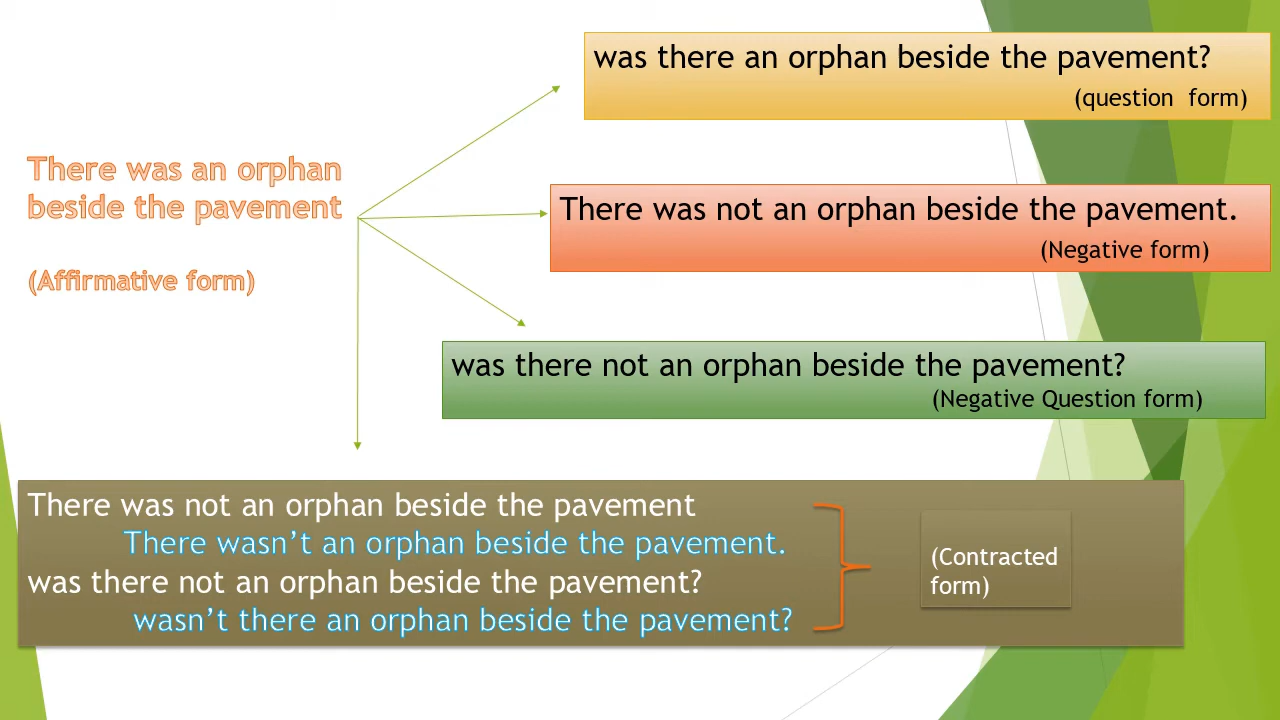 There was an orphan
beside the pavement
(Affirmative form)
was there an orphan beside the pavement?
(question form)
There was not an orphan beside the pavement.
(Negative form)
was there not an orphan beside the pavement?
(Negative Question form)
There was not an orphan beside the pavement
There wasn’t an orphan beside the pavement.
was there not an orphan beside the pavement?
wasn’t there an orphan beside the pavement?
(Contracted
form)